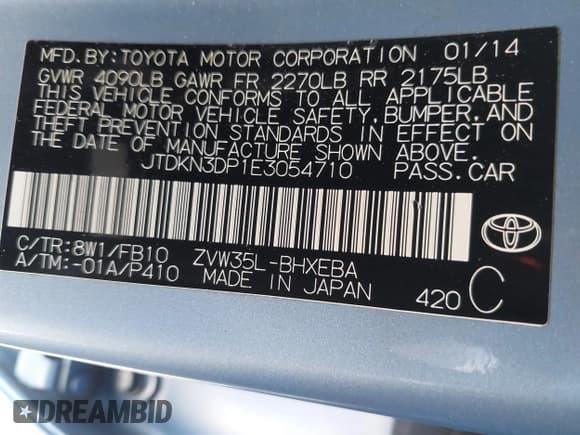 MFD.BY:TOYOTA MOTOR CORPORATION 01/14
GVWR 4090LB GAWR FR 2270LB RR 2175LB
THIS VEHICLE CONFORMS TO ALL APPLICABLE
FEDERAL MOTOR VEHICLE SAFETY,BUMPER,AND
THEFT PREVENTION STANDARDS IN EFFECT ON
THE DATE OF MANUFACTURE SHOWN ABOVE.
JTDKN3DP1E3054710 PASS.CAR
C/TR:8W1/FB10 ZVW35L-BHXEBA
A/TM:-01A/P410 MADE IN JAPAN 420 C
DREAMBID